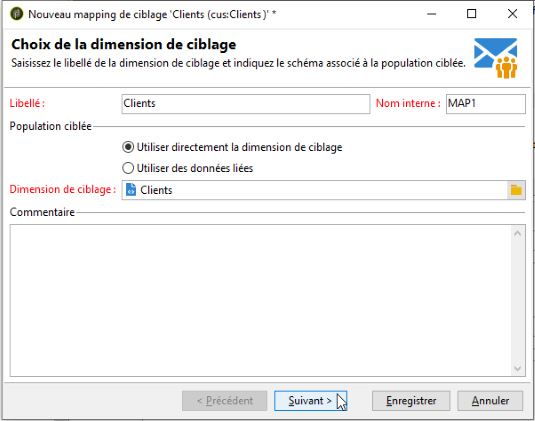 Nouveau mapping de ciblage 'Clients (cus:Clients)' *
Choix de la dimension de ciblage
Saisissez le libellé de la dimension de ciblage et indiquez le schéma associé à la population ciblée.
Libellé : Clients Nom interne : MAP1
Population ciblée
Utiliser directement la dimension de ciblage
Utiliser des données liées
Dimension de ciblage : Clients
Commentaire
< Précédent Suivant > Enregistrer Annuler